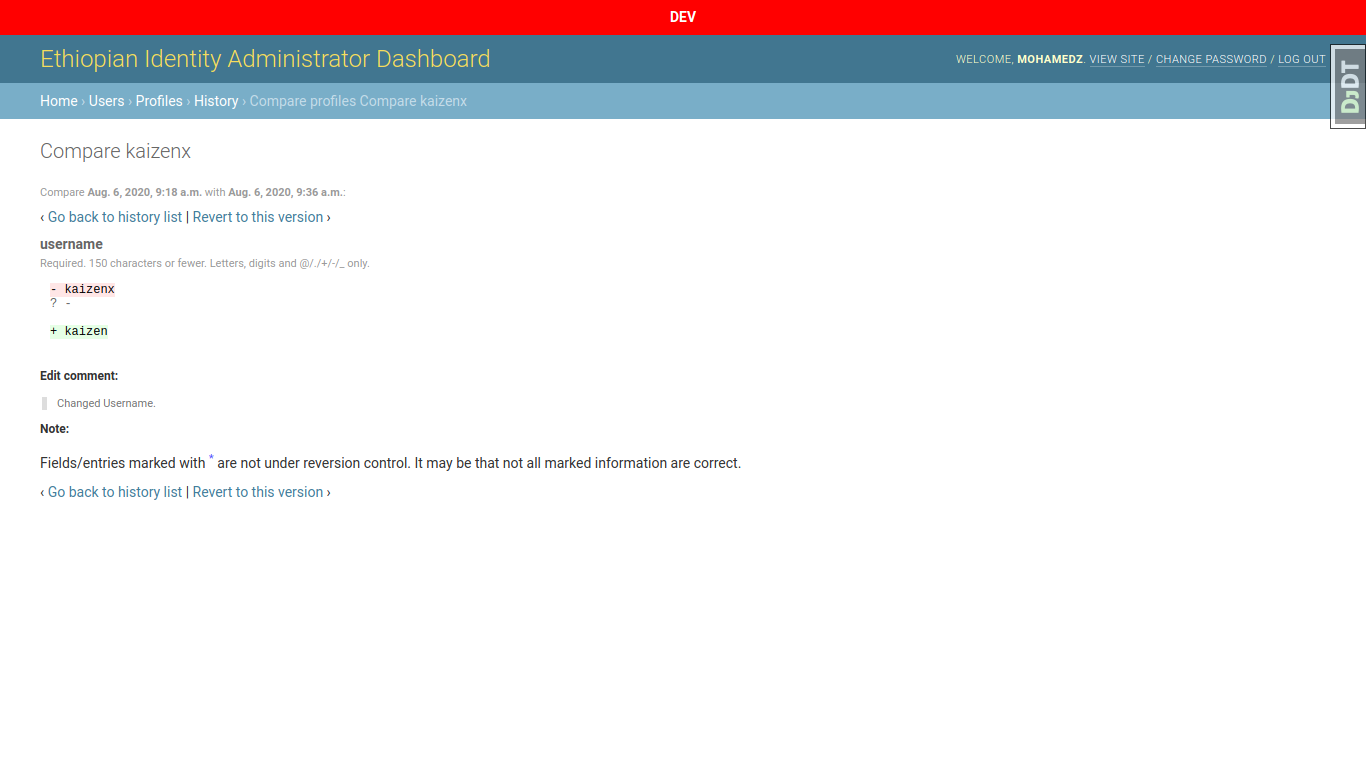 DEV
Ethiopian Identity Administrator Dashboard
WELCOME, MOHAMEDZ. VIEW SITE / CHANGE PASSWORD / LOG OUT
DJDT
Home › Users › Profiles › History › Compare profiles Compare kaizenx
Compare kaizenx
Compare Aug. 6, 2020, 9:18 a.m. with Aug. 6, 2020, 9:36 a.m.:
‹ Go back to history list | Revert to this version ›
username
Required. 150 characters or fewer. Letters, digits and @/./+/-/_ only.
- kaizenx
? -
+ kaizen
Edit comment:
Changed Username.
Note:
Fields/entries marked with * are not under reversion control. It may be that not all marked information are correct.
‹ Go back to history list | Revert to this version ›